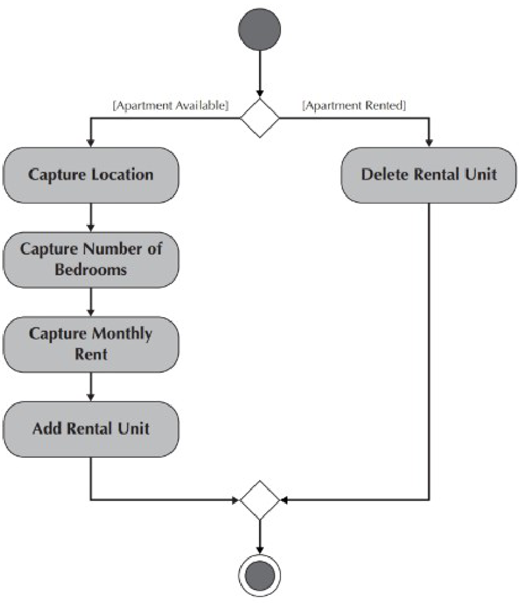 [Apartment Available]
[Apartment Rented]
Capture Location
Delete Rental Unit
Capture Number of
Bedrooms
Capture Monthly
Rent
Add Rental Unit